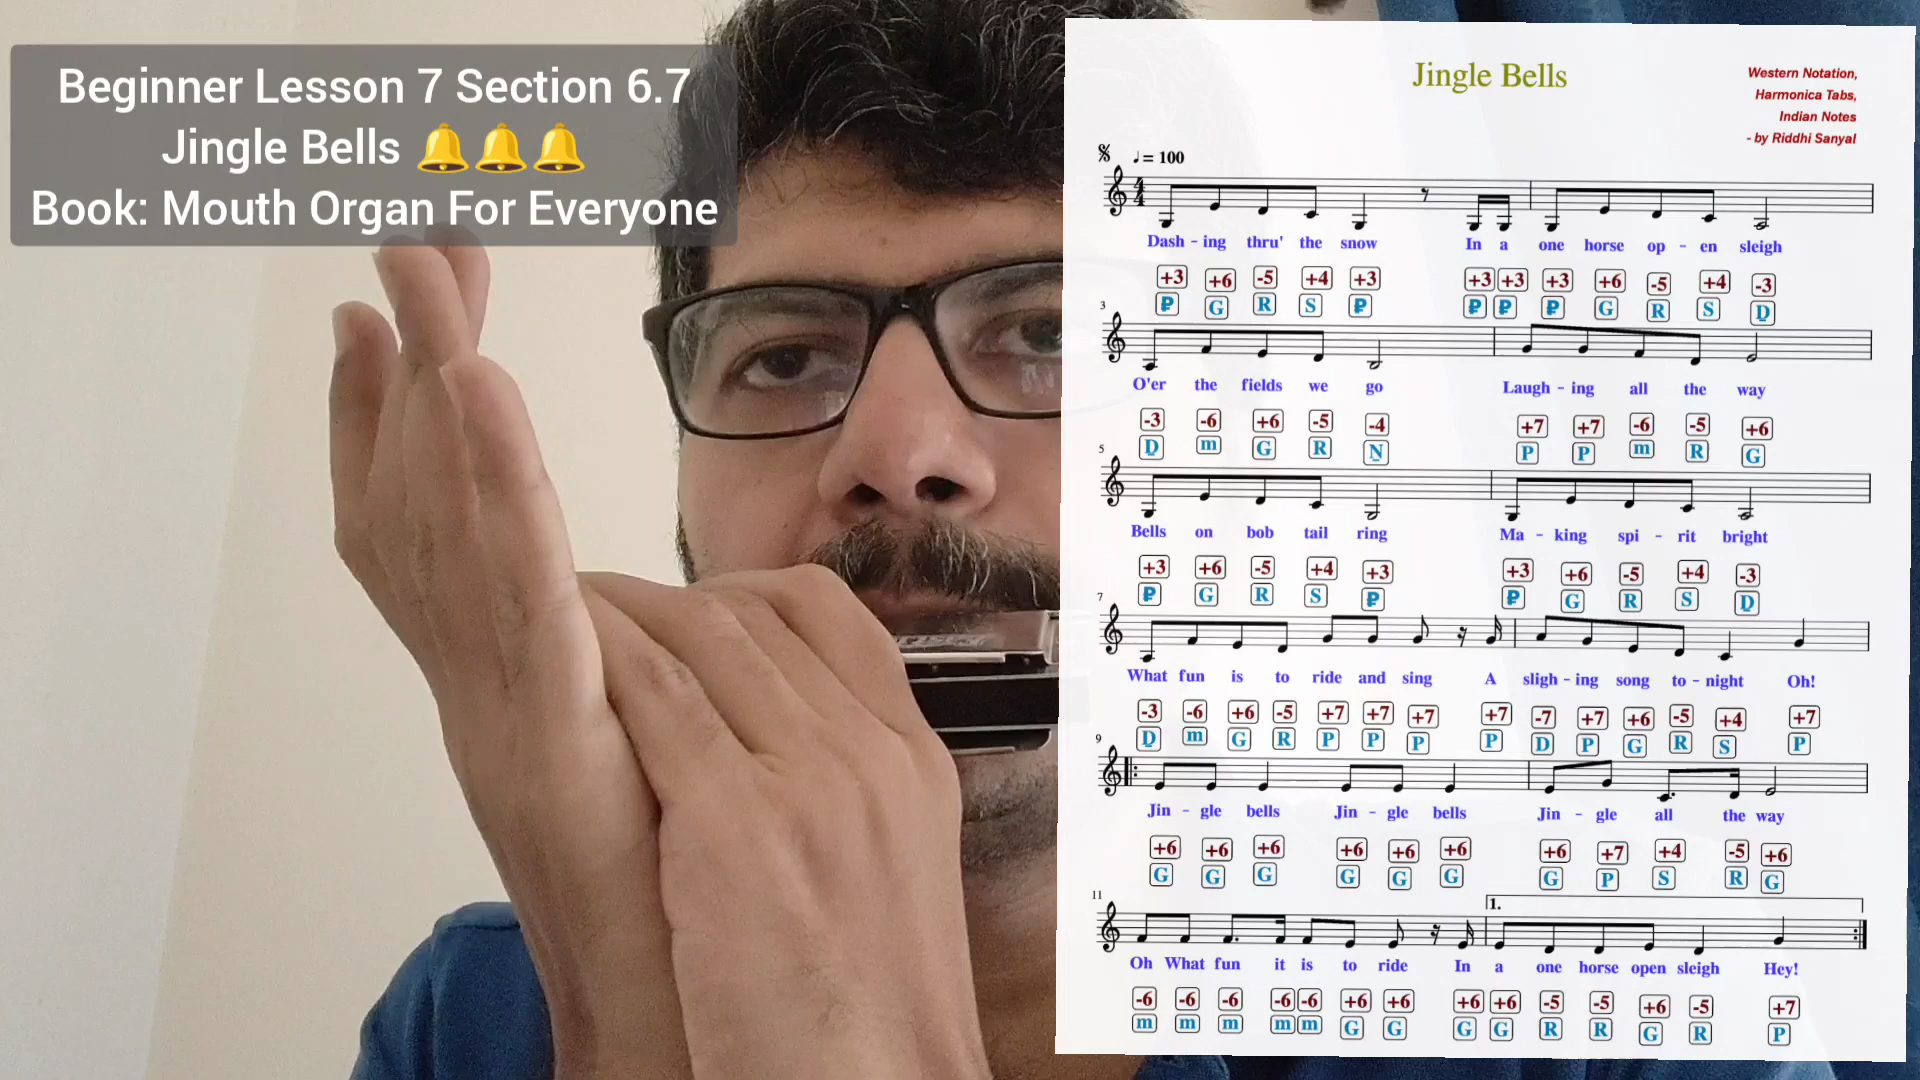 Beginner Lesson 7 Section 6.7
Jingle Bells 🔔🔔🔔
Book: Mouth Organ For Everyone
Jingle Bells
Western Notation,
Harmonica Tabs,
Indian Notes
- by Riddhi Sanyal
♩ = 100
Dash - ing thru' the snow In a one horse op - en sleigh
+3 +6 -5 +4 +3 +3 +3 +3 +6 -5 +4 -3
P̣ G R S P̣ P̣ P̣ P̣ G R S Ḍ
3
O'er the fields we go Laugh - ing all the way
-3 -6 +6 -5 -4 +7 +7 -6 -5 +6
Ḍ m G R Ṇ P P m R G
5
Bells on bob tail ring Ma - king spi - rit bright
+3 +6 -5 +4 +3 +3 +6 -5 +4 -3
P̣ G R S P̣ P̣ G R S Ḍ
7
What fun is to ride and sing A sligh - ing song to - night Oh!
-3 -6 +6 -5 +7 +7 +7 +7 -7 +7 +6 -5 +4 +7
Ḍ m G R P P P P D P G R S P
9
Jin - gle bells Jin - gle bells Jin - gle all the way
+6 +6 +6 +6 +6 +6 +6 +7 +4 -5 +6
G G G G G G G P S R G
11
1.
Oh What fun it is to ride In a one horse open sleigh Hey!
-6 -6 -6 -6 -6 +6 +6 +6 +6 -5 -5 +6 -5 +7
m m m m m G G G G R R G R P